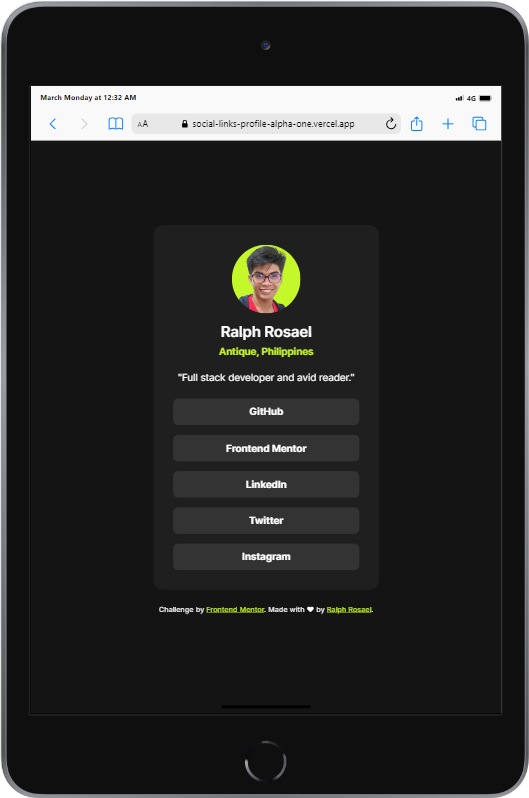 March Monday at 12:32 AM
4G
AA
social-links-profile-alpha-one.vercel.app
Ralph Rosael
Antique, Philippines
"Full stack developer and avid reader."
GitHub
Frontend Mentor
LinkedIn
Twitter
Instagram
Challenge by Frontend Mentor. Made with ❤ by Ralph Rosael.